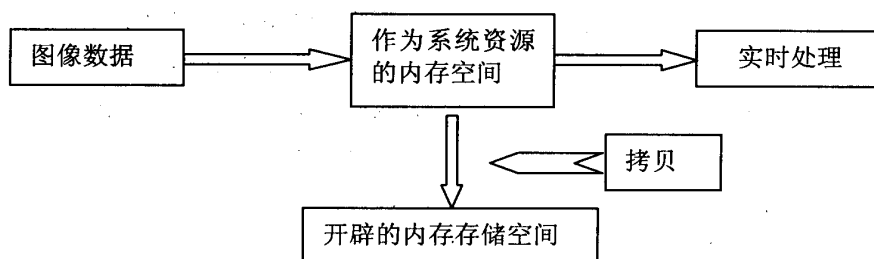 图像数据
作为系统资源
的内存空间
实时处理
拷贝
开辟的内存存储空间